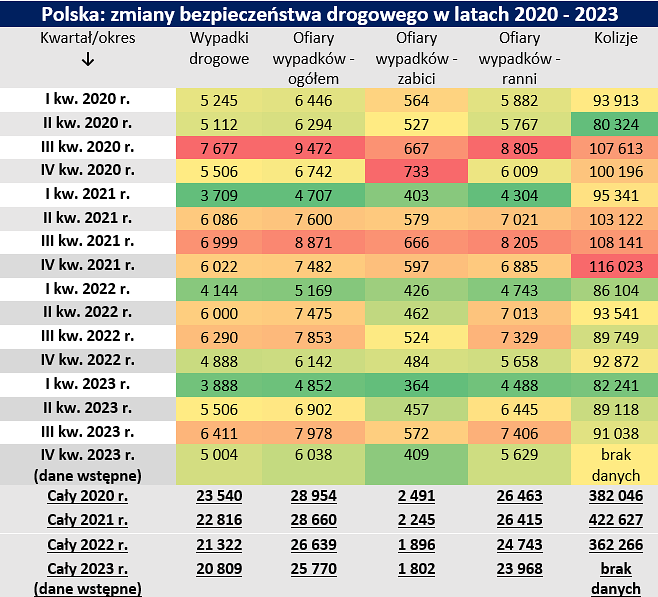 Polska: zmiany bezpieczeństwa drogowego w latach 2020 - 2023
Kwartał/okres Wypadki Ofiary Ofiary Ofiary Kolizje
↓ drogowe wypadków - wypadków - wypadków -
ogółem zabici ranni
I kw. 2020 r. 5 245 6 446 564 5 882 93 913
II kw. 2020 r. 5 112 6 294 527 5 767 80 324
III kw. 2020 r. 7 677 9 472 667 8 805 107 613
IV kw. 2020 r. 5 506 6 742 733 6 009 100 196
I kw. 2021 r. 3 709 4 707 403 4 304 95 341
II kw. 2021 r. 6 086 7 600 579 7 021 103 122
III kw. 2021 r. 6 999 8 871 666 8 205 108 141
IV kw. 2021 r. 6 022 7 482 597 6 885 116 023
I kw. 2022 r. 4 144 5 169 426 4 743 86 104
II kw. 2022 r. 6 000 7 475 462 7 013 93 541
III kw. 2022 r. 6 290 7 853 524 7 329 89 749
IV kw. 2022 r. 4 888 6 142 484 5 658 92 872
I kw. 2023 r. 3 888 4 852 364 4 488 82 241
II kw. 2023 r. 5 506 6 902 457 6 445 89 118
III kw. 2023 r. 6 411 7 978 572 7 406 91 038
IV kw. 2023 r. 5 004 6 038 409 5 629 brak
(dane wstępne) danych
Cały 2020 r. 23 540 28 954 2 491 26 463 382 046
Cały 2021 r. 22 816 28 660 2 245 26 415 422 627
Cały 2022 r. 21 322 26 639 1 896 24 743 362 266
Cały 2023 r. 20 809 25 770 1 802 23 968 brak
(dane wstępne) danych